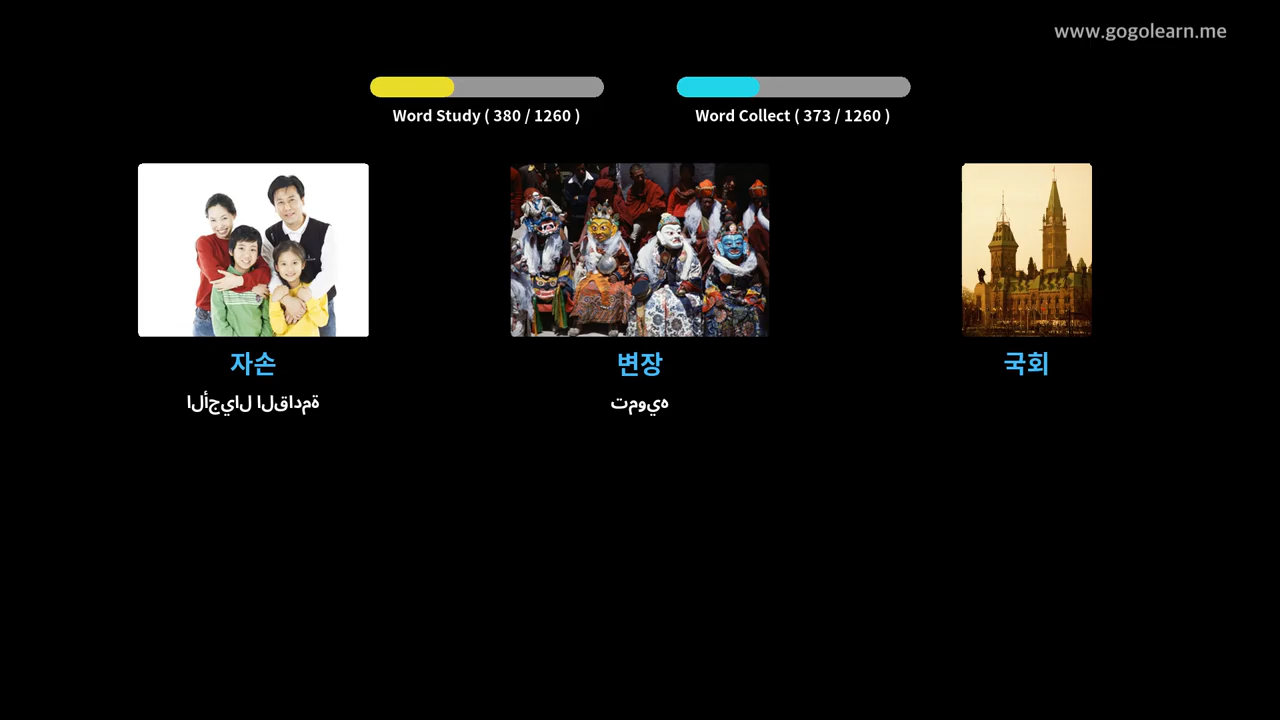 www.gogolearn.me
Word Study ( 380 / 1260 )
Word Collect ( 373 / 1260 )
자손
변장
국회
الأجيال القادمة
تمويه